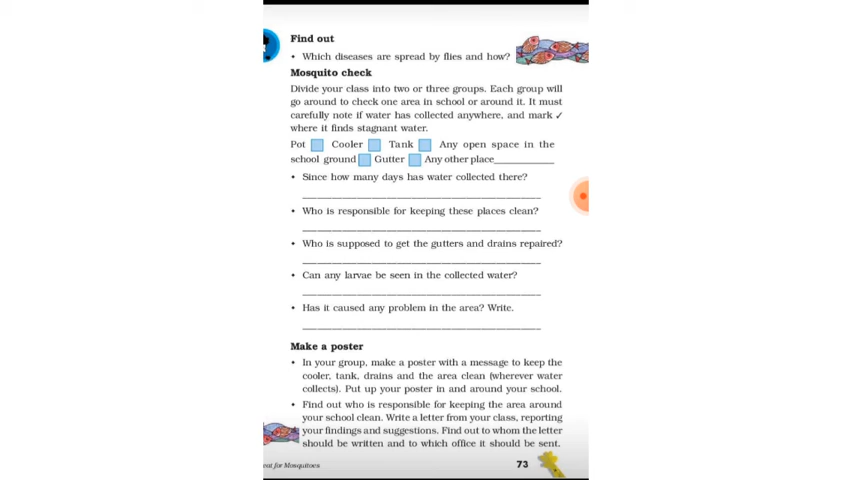 Find out
• Which diseases are spread by flies and how?
Mosquito check
Divide your class into two or three groups. Each group will
go around to check one area in school or around it. It must
carefully note if water has collected anywhere, and mark ✓
where it finds stagnant water.
Pot Cooler Tank Any open space in the
school ground Gutter Any other place____________
• Since how many days has water collected there?
• Who is responsible for keeping these places clean?
• Who is supposed to get the gutters and drains repaired?
• Can any larvae be seen in the collected water?
• Has it caused any problem in the area? Write.
Make a poster
• In your group, make a poster with a message to keep the
cooler, tank, drains and the area clean (wherever water
collects). Put up your poster in and around your school.
• Find out who is responsible for keeping the area around
your school clean. Write a letter from your class, reporting
your findings and suggestions. Find out to whom the letter
should be written and to which office it should be sent.
for Mosquitoes
73